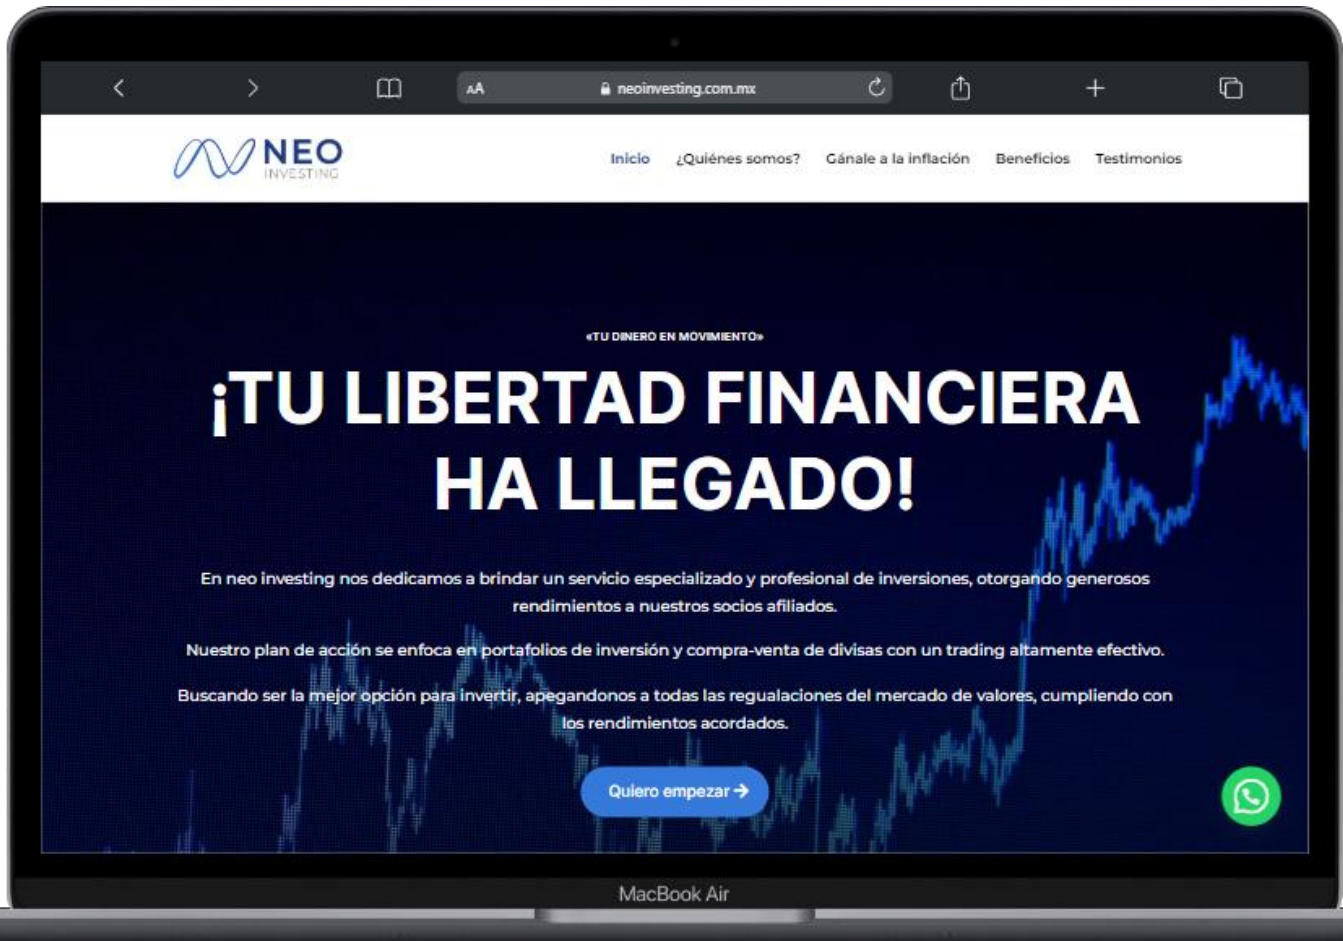 AA
neoinvesting.com.mx
NEO
INVESTING
Inicio ¿Quiénes somos? Gánale a la inflación Beneficios Testimonios
«TU DINERO EN MOVIMIENTO»
¡TU LIBERTAD FINANCIERA
HA LLEGADO!
En neo investing nos dedicamos a brindar un servicio especializado y profesional de inversiones, otorgando generosos
rendimientos a nuestros socios afiliados.
Nuestro plan de acción se enfoca en portafolios de inversión y compra-venta de divisas con un trading altamente efectivo.
Buscando ser la mejor opción para invertir, apegandonos a todas las regualaciones del mercado de valores, cumpliendo con
los rendimientos acordados.
Quiero empezar →
MacBook Air